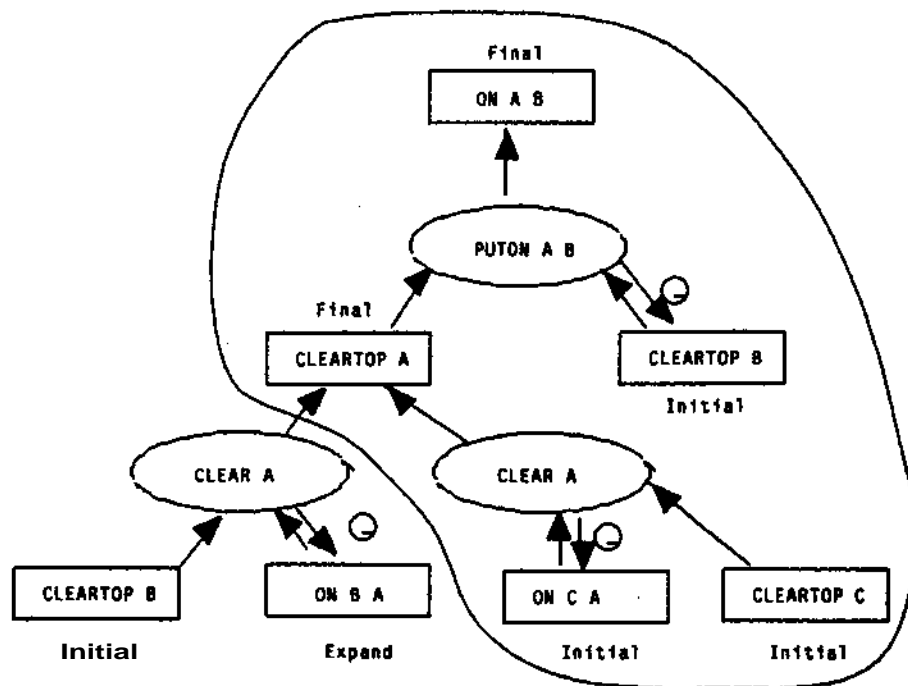 Final
ON A B
PUTON A B
Final
CLEARTOP A
CLEARTOP B
Initial
CLEAR A
CLEAR A
CLEARTOP B
ON B A
ON C A
CLEARTOP C
Initial
Expand
Initial
Initial